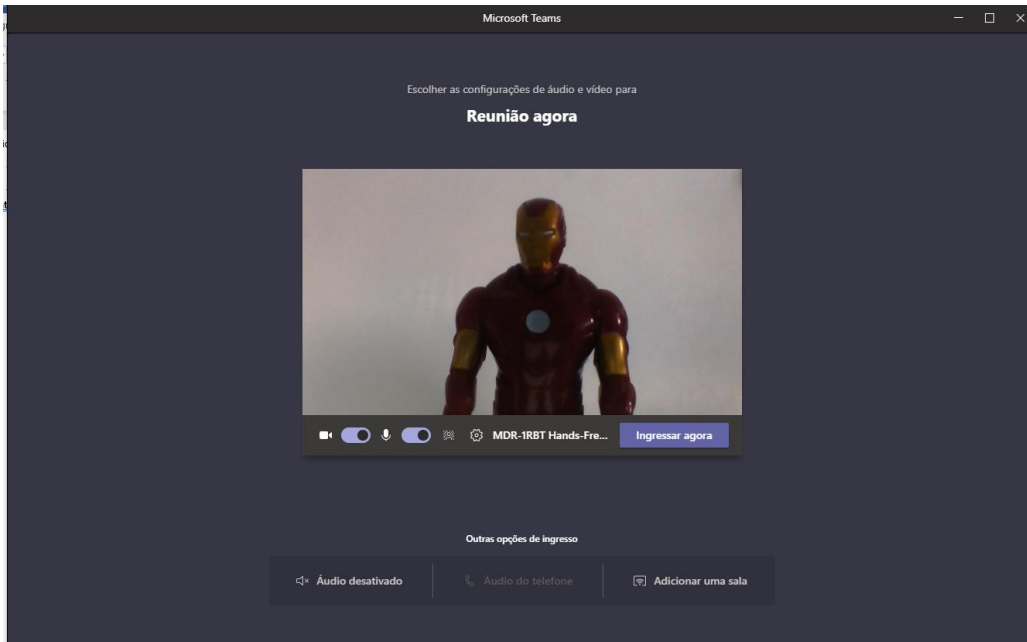 Microsoft Teams
Escolher as configurações de áudio e vídeo para
Reunião agora
MDR-1RBT Hands-Fre...
Ingressar agora
Outras opções de ingresso
Áudio desativado
Áudio do telefone
Adicionar uma sala